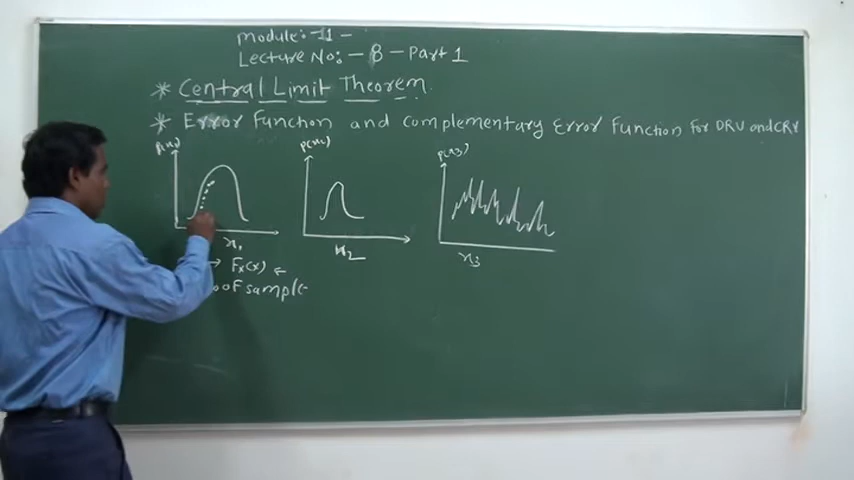 Module:-11-
Lecture No:- 8 - Part 1
* Central Limit Theorem.
* Error Function and complementary Error Function for DRV and CRV
P(x1) P(x2) P(x3)
x1 x2 x3
→ Fx(x) ←
of sample